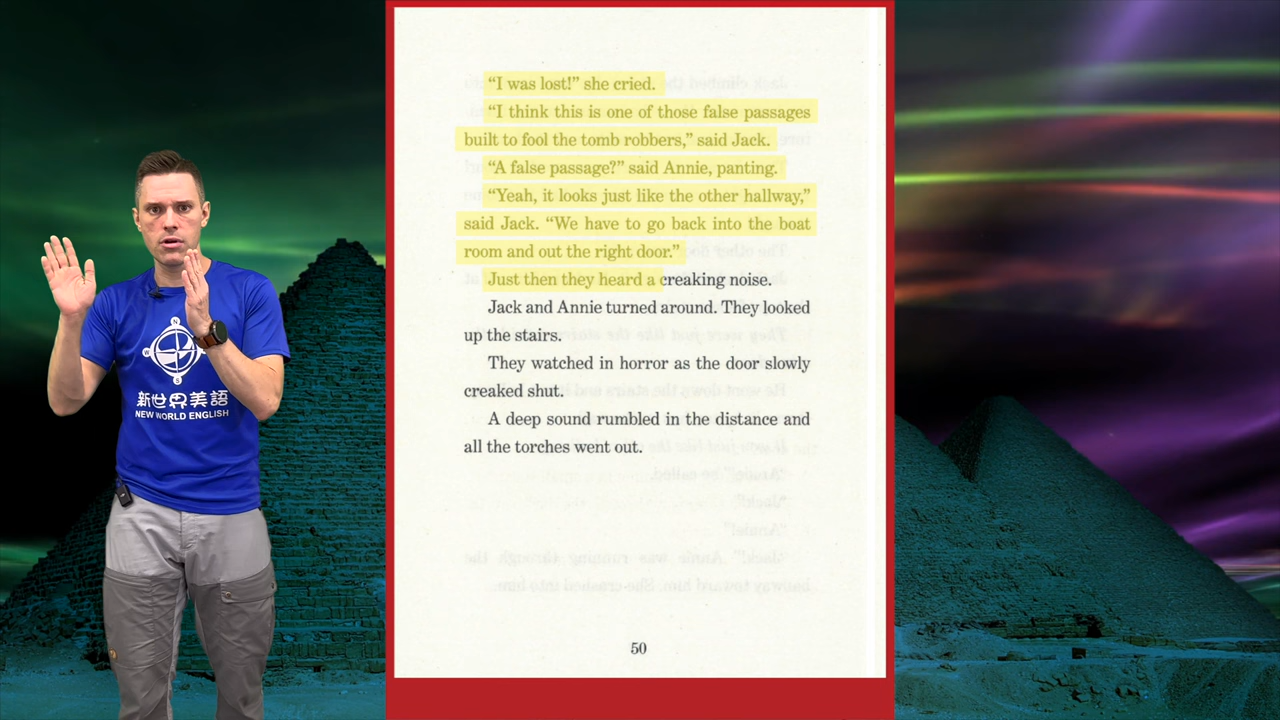 “I was lost!” she cried.
“I think this is one of those false passages
built to fool the tomb robbers,” said Jack.
“A false passage?” said Annie, panting.
“Yeah, it looks just like the other hallway,”
said Jack. “We have to go back into the boat
room and out the right door.”
Just then they heard a creaking noise.
Jack and Annie turned around. They looked
up the stairs.
They watched in horror as the door slowly
creaked shut.
A deep sound rumbled in the distance and
all the torches went out.
50
N
W
S
新世界美語
NEW WORLD ENGLISH